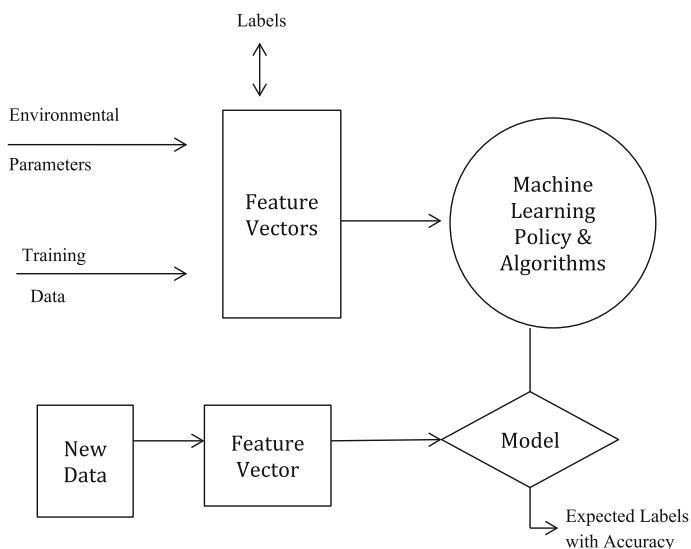 Labels
Environmental
Parameters
Feature
Vectors
Machine
Learning
Policy &
Algorithms
Training
Data
New
Data
Feature
Vector
Model
Expected Labels
with Accuracy